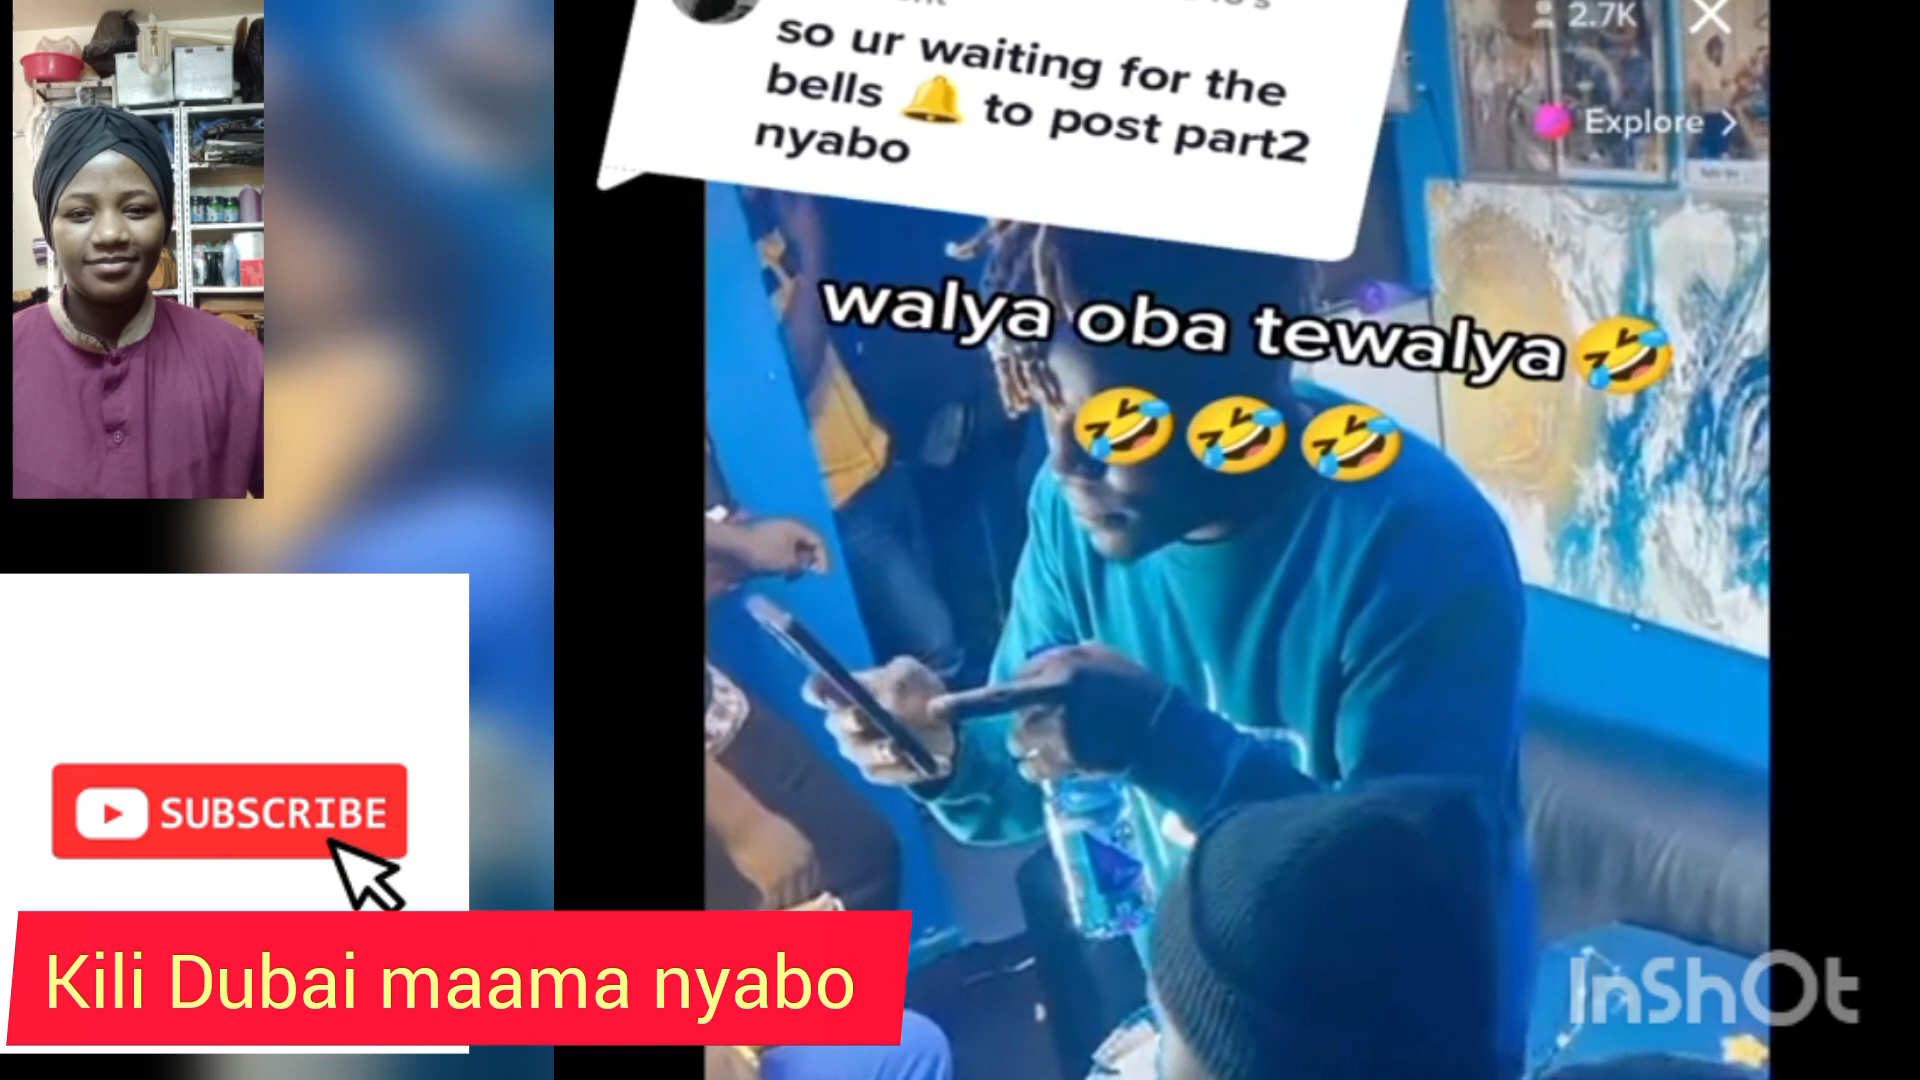 so ur waiting for the
bells 🔔 to post part2
nyabo
2.7K
Explore
walya oba tewalya🤣
🤣🤣🤣
SUBSCRIBE
Kili Dubai maama nyabo
InShOt